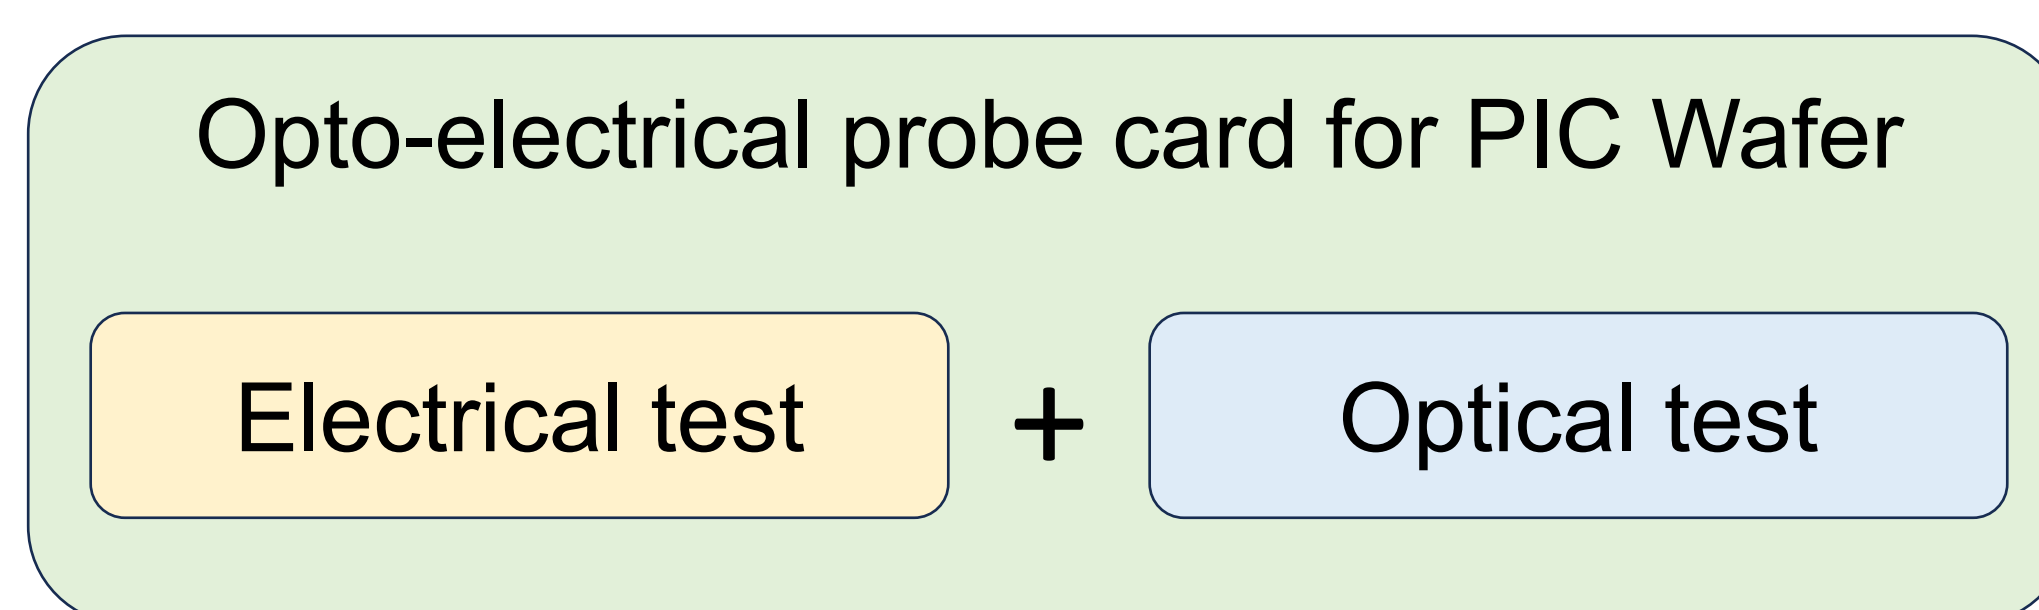 Opto-electrical probe card for PIC Wafer
Electrical test + Optical test